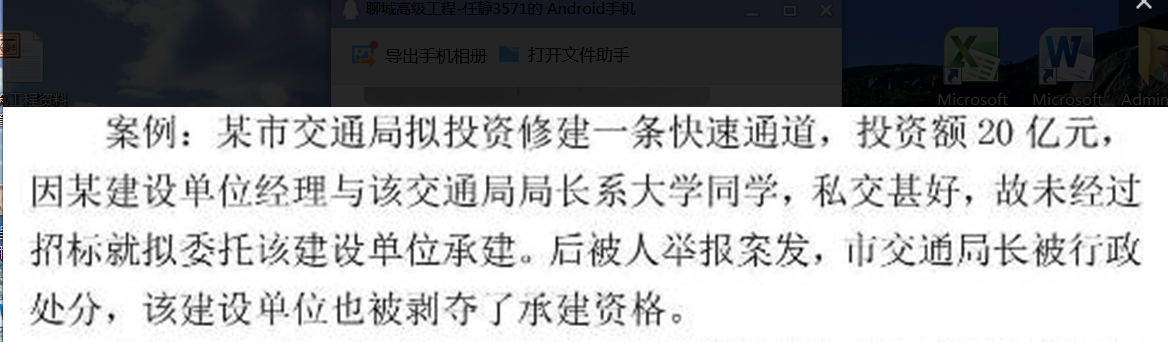 聊城高级工程-任静3571的 Android手机
导出手机相册 打开文件助手
工程资料
Microsoft Microsoft Admin
案例：某市交通局拟投资修建一条快速通道，投资额 20 亿元，
因某建设单位经理与该交通局局长系大学同学，私交甚好，故未经过
招标就拟委托该建设单位承建。后被人举报案发，市交通局长被行政
处分，该建设单位也被剥夺了承建资格。